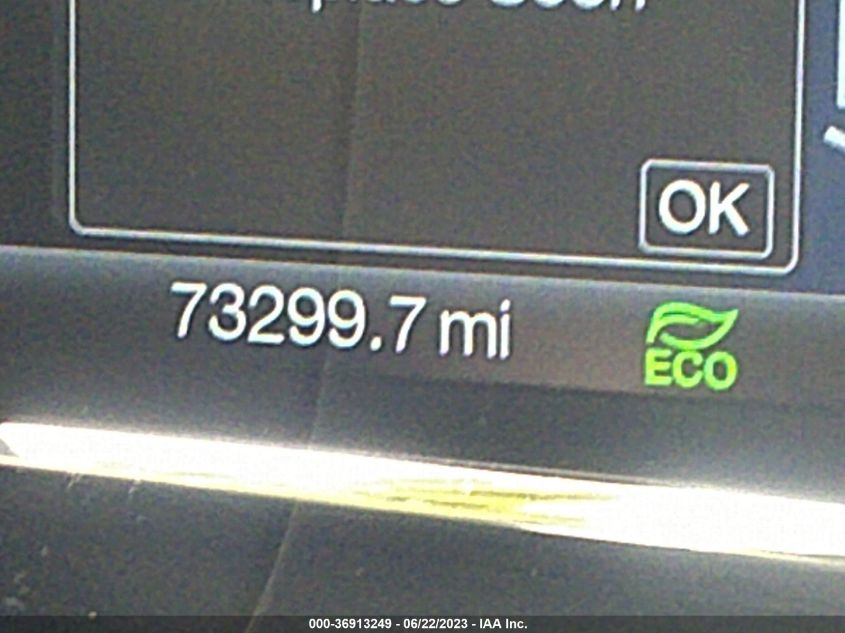 OK
73299.7 mi
ECO
000-36913249 - 06/22/2023 - IAA Inc.